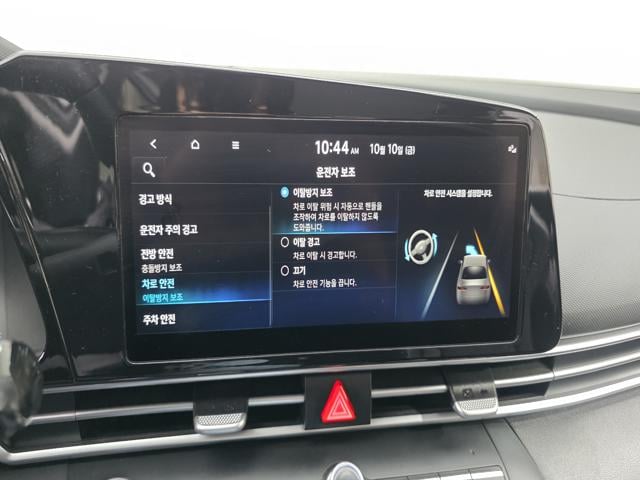 10:44 AM 10월 10일 (금)
운전자 보조
경고 방식
운전자 주의 경고
전방 안전
충돌방지 보조
차로 안전
이탈방지 보조
주차 안전
이탈방지 보조
차로 이탈 위험 시 자동으로 핸들을
조작하여 차로를 이탈하지 않도록
도와줍니다.
이탈 경고
차로 이탈 시 경고합니다.
끄기
차로 안전 기능을 끕니다.
차로 안전 시스템을 설정합니다.